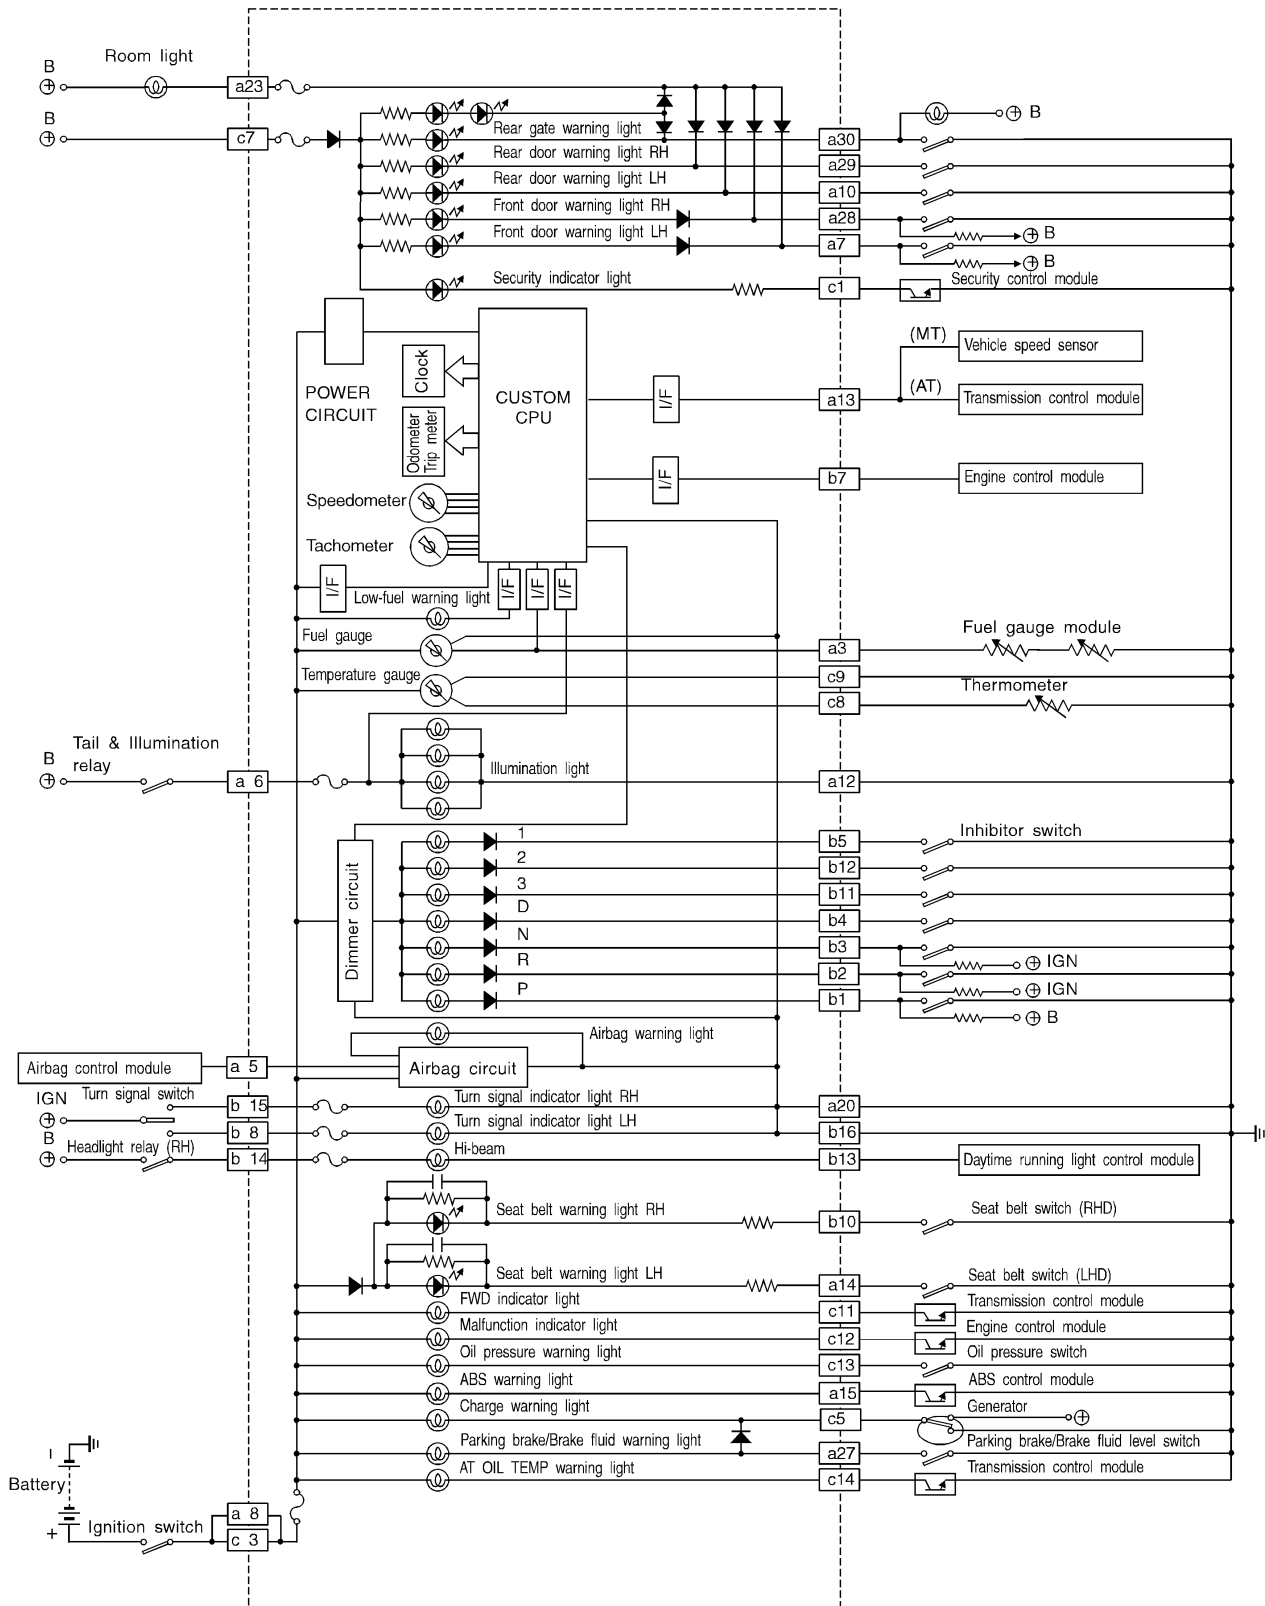 Room light
B
a23
B
c7
B
Rear gate warning light
a30
Rear door warning light RH
a29
Rear door warning light LH
a10
Front door warning light RH
a28
B
Front door warning light LH
a7
B
Security indicator light
c1
Security control module
POWER
CIRCUIT
Clock
Odometer
Trip meter
CUSTOM
CPU
I/F
a13
(MT)
Vehicle speed sensor
(AT)
Transmission control module
I/F
b7
Engine control module
Speedometer
Tachometer
I/F
I/F
I/F
I/F
Low-fuel warning light
Fuel gauge
a3
Fuel gauge module
Temperature gauge
c9
c8
Thermometer
B
Tail & Illumination
relay
a 6
Illumination light
a12
Dimmer circuit
1
b5
Inhibitor switch
2
b12
3
b11
D
b4
N
b3
IGN
R
b2
IGN
P
b1
B
Airbag warning light
Airbag control module
a 5
Airbag circuit
IGN
Turn signal switch
b 15
Turn signal indicator light RH
a20
b 8
Turn signal indicator light LH
b16
B
Headlight relay (RH)
b 14
Hi-beam
b13
Daytime running light control module
Seat belt warning light RH
b10
Seat belt switch (RHD)
Seat belt warning light LH
a14
Seat belt switch (LHD)
FWD indicator light
c11
Transmission control module
Malfunction indicator light
c12
Engine control module
Oil pressure warning light
c13
Oil pressure switch
ABS warning light
a15
ABS control module
Charge warning light
c5
Generator
Parking brake/Brake fluid warning light
a27
Parking brake/Brake fluid level switch
AT OIL TEMP warning light
c14
Transmission control module
Battery
Ignition switch
a 8
c 3